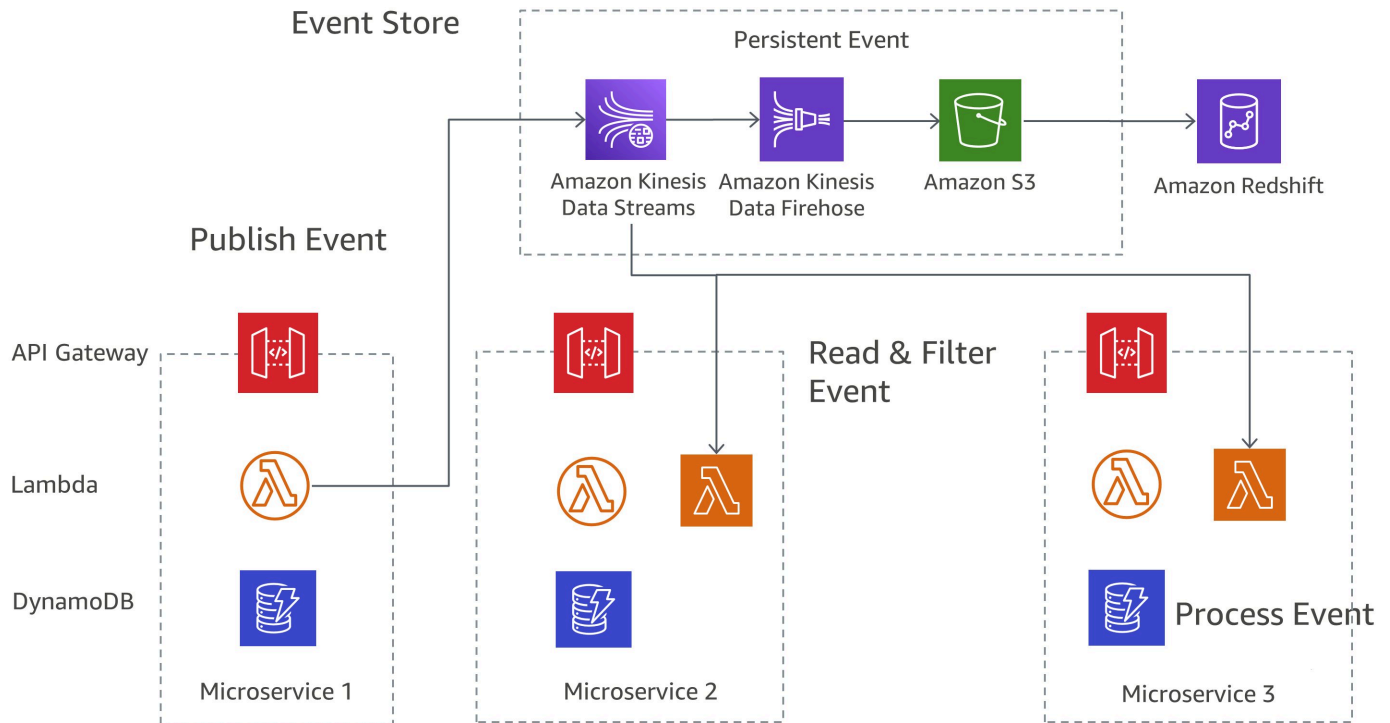 Event Store
Persistent Event
Amazon Kinesis
Data Streams
Amazon Kinesis
Data Firehose
Amazon S3
Amazon Redshift
Publish Event
API Gateway
Read & Filter
Event
Lambda
DynamoDB
Process Event
Microservice 1
Microservice 2
Microservice 3